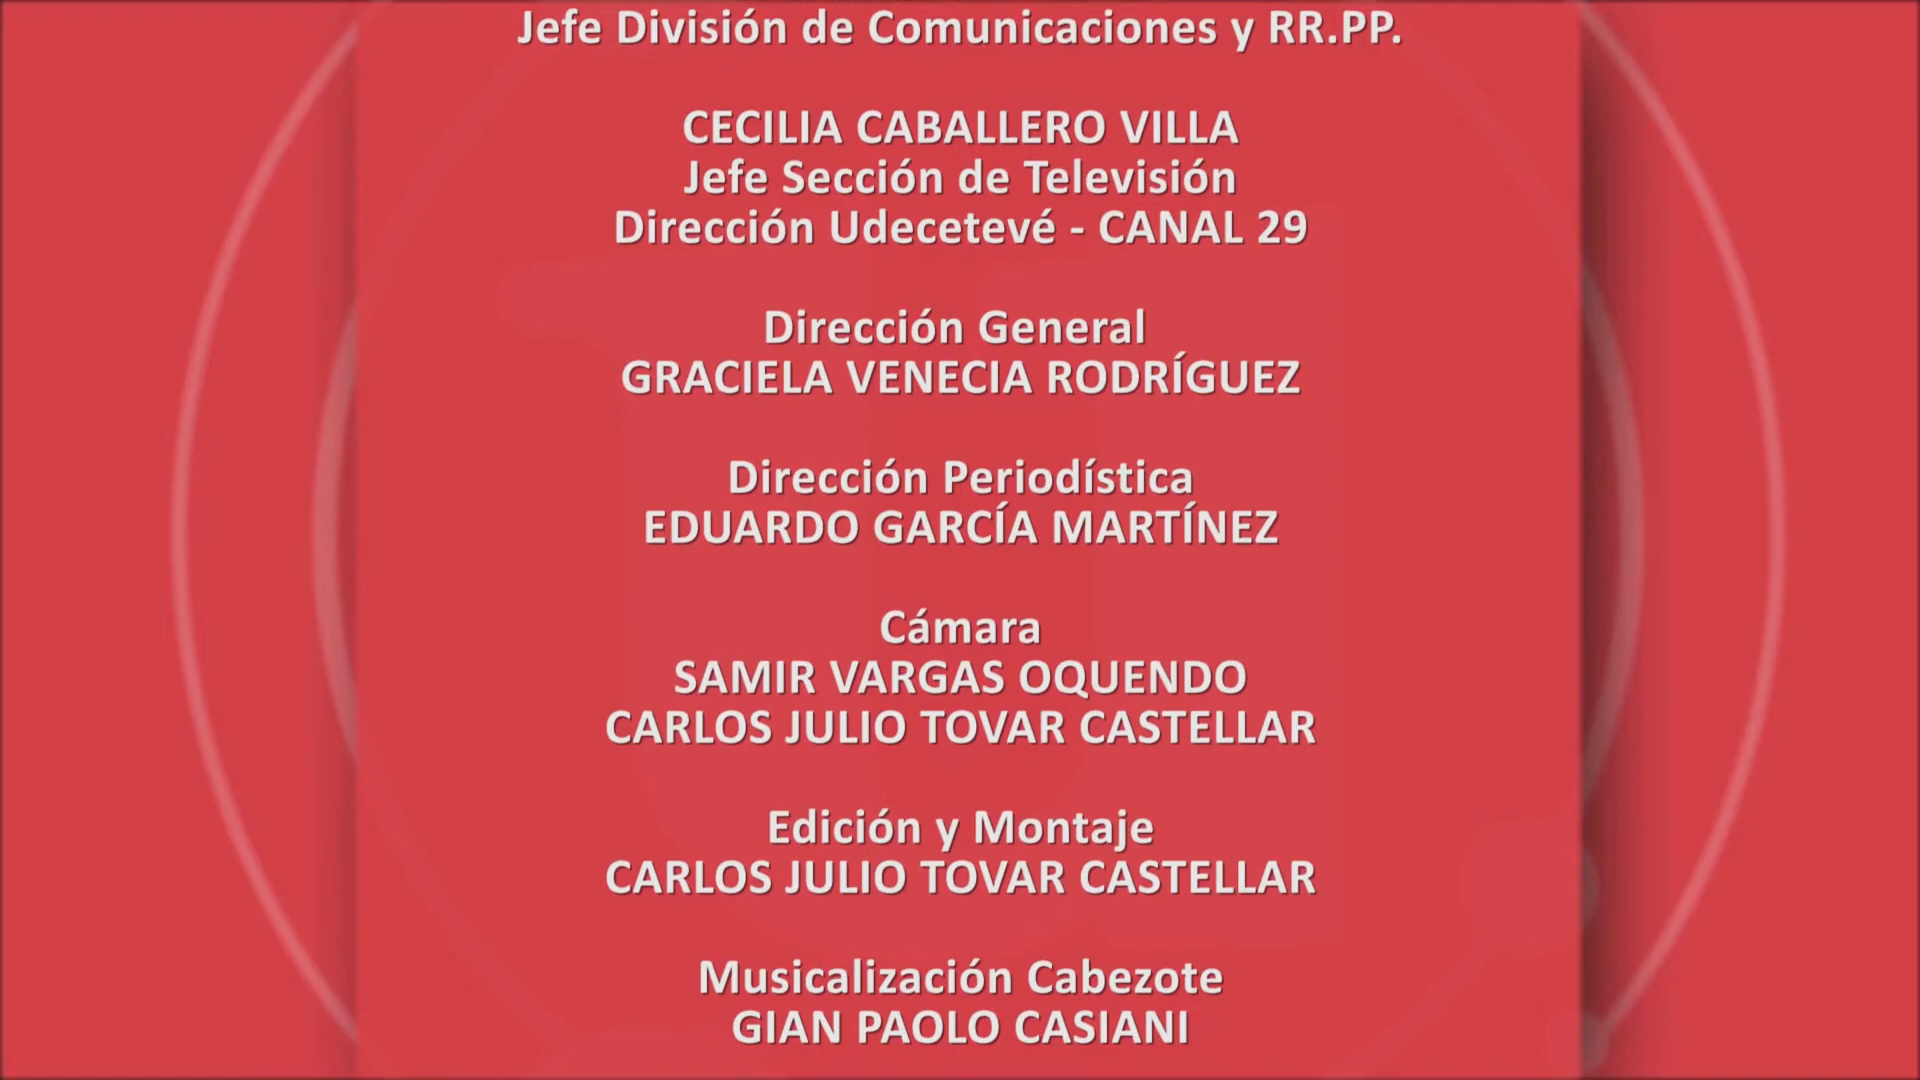 Jefe División de Comunicaciones y RR.PP.
CECILIA CABALLERO VILLA
Jefe Sección de Televisión
Dirección Udecetevé - CANAL 29
Dirección General
GRACIELA VENECIA RODRÍGUEZ
Dirección Periodística
EDUARDO GARCÍA MARTÍNEZ
Cámara
SAMIR VARGAS OQUENDO
CARLOS JULIO TOVAR CASTELLAR
Edición y Montaje
CARLOS JULIO TOVAR CASTELLAR
Musicalización Cabezote
GIAN PAOLO CASIANI